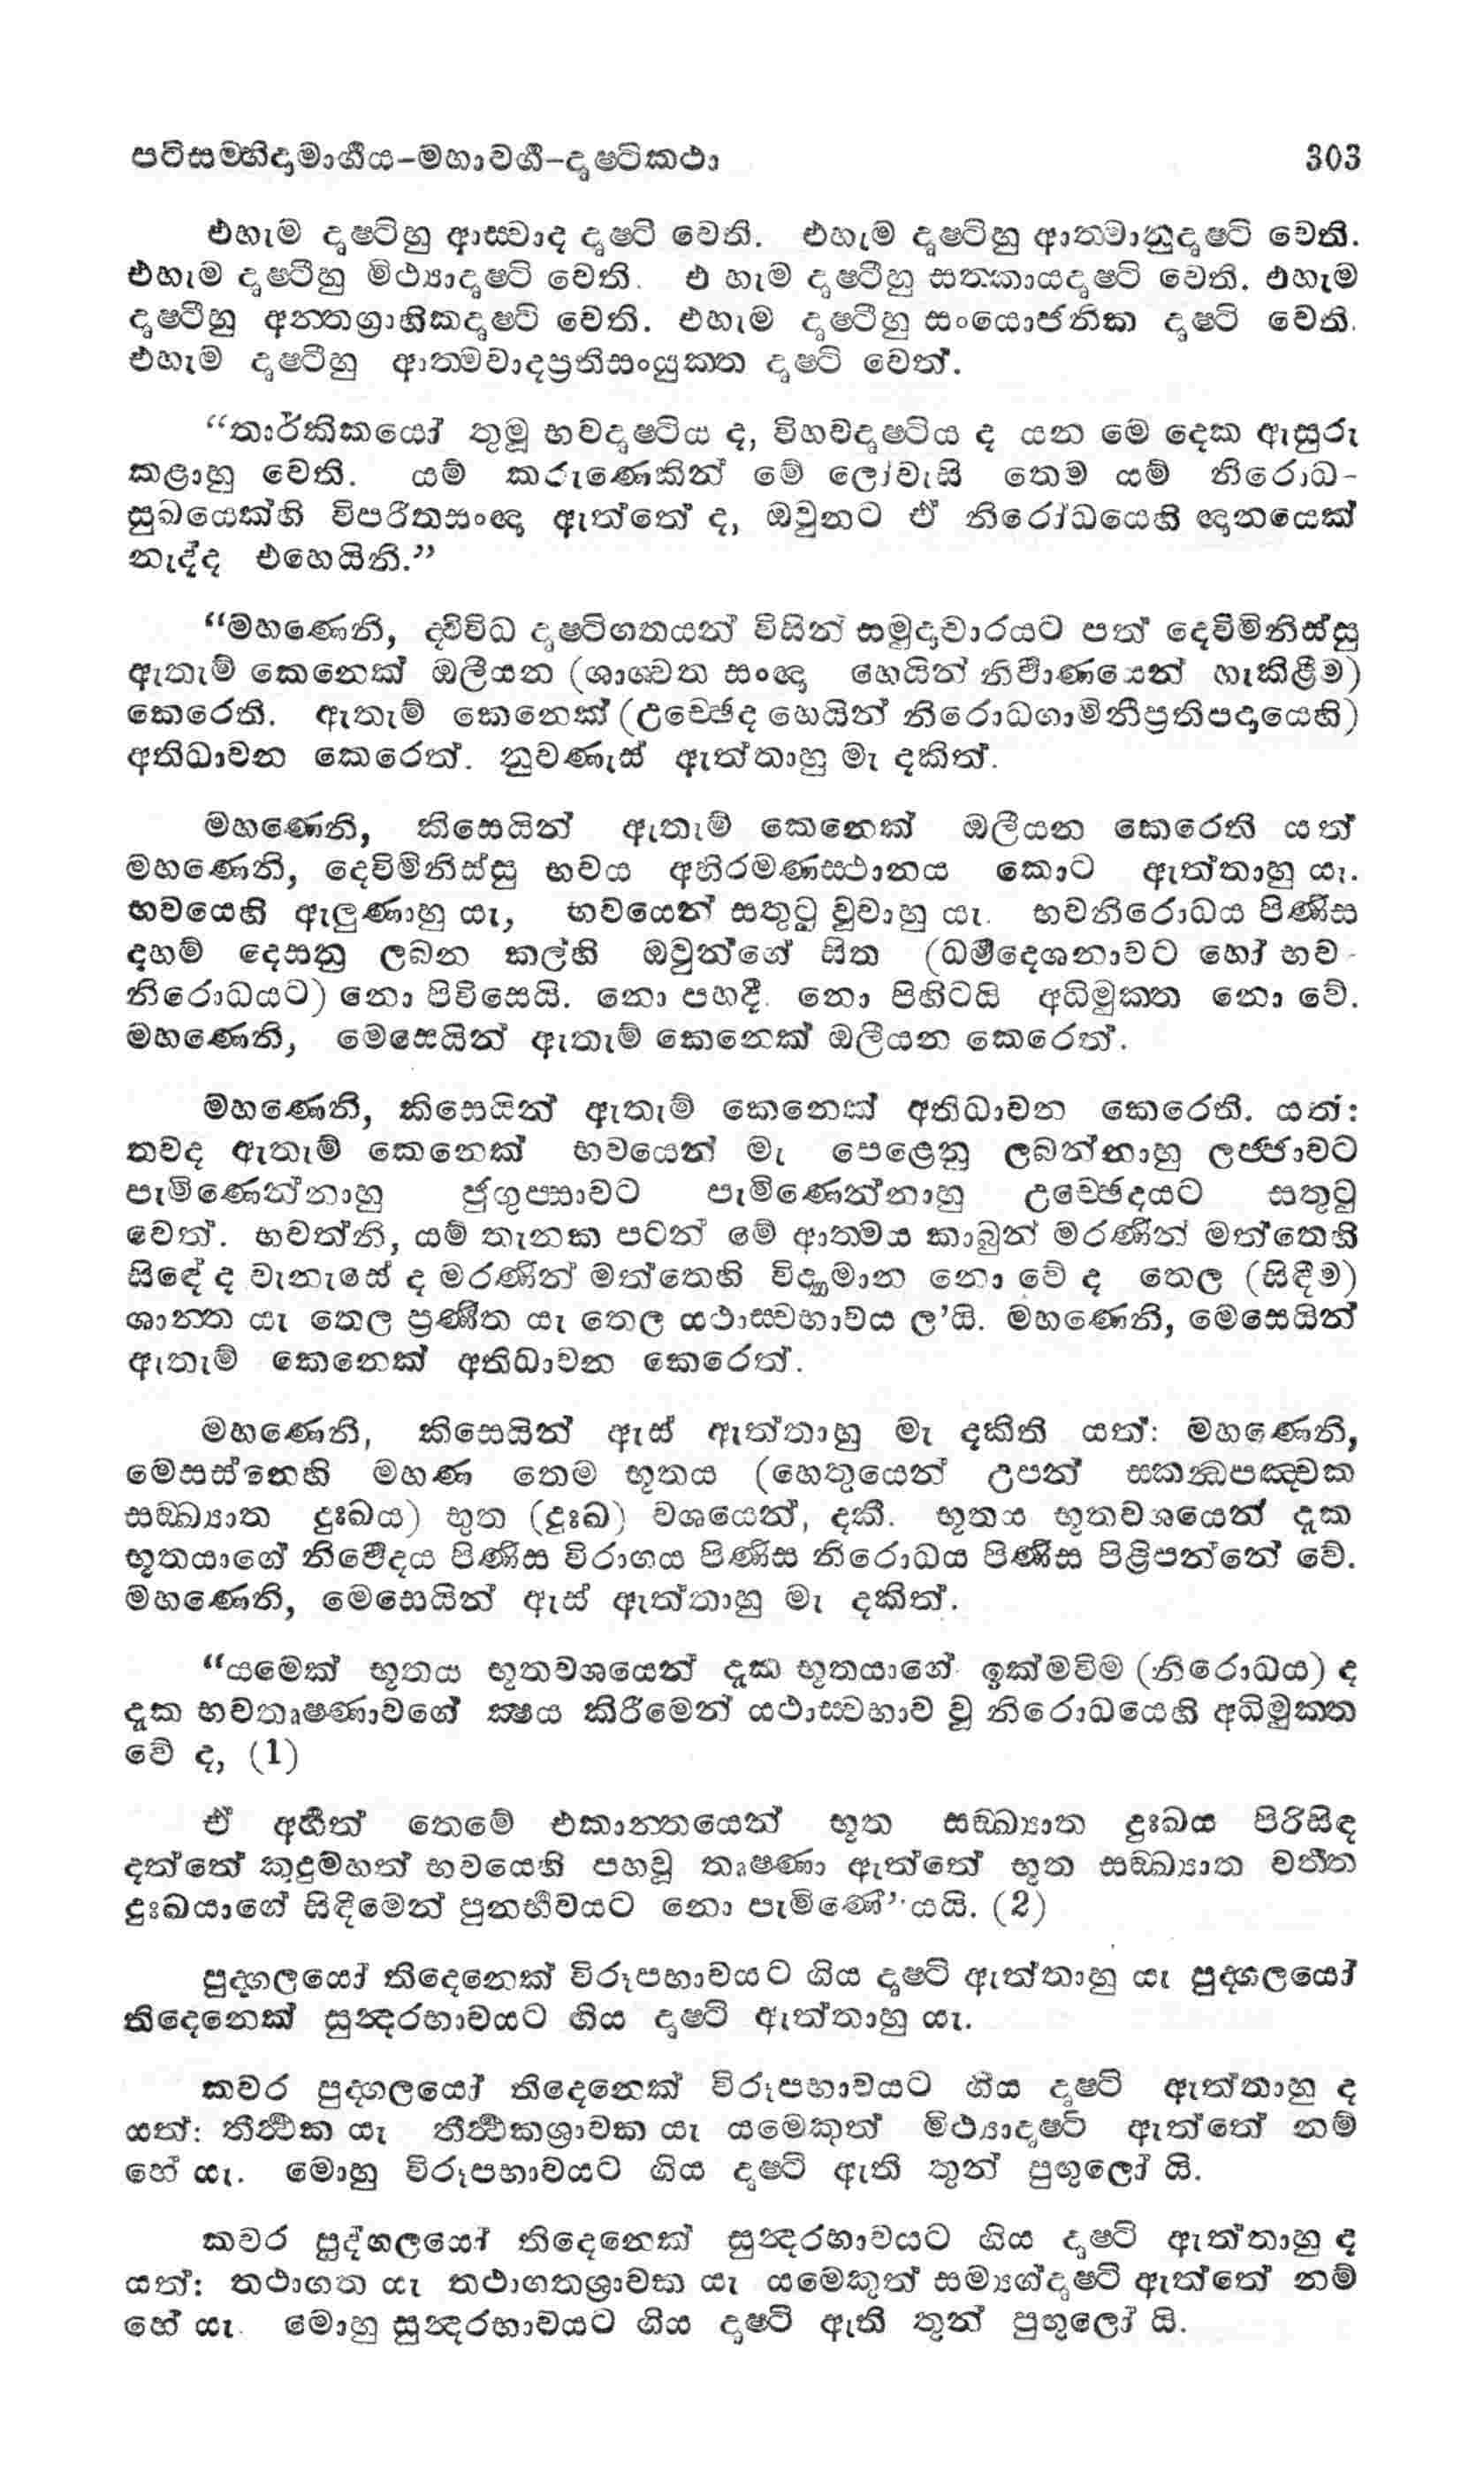 පටිසම්භිදාමාර්ගය-මහාවර්ග-දෘෂ්ටිකථා 303
එහැම දෘෂ්ටිහු ආස්වාද දෘෂ්ටි වෙති. එහැම දෘෂ්ටිහු ආත්මානුදෘෂ්ටි වෙති.
එහැම දෘෂ්ටීහු මිථ්‍යාදෘෂ්ටි වෙති. එ හැම දෘෂ්ටීහු සත්කායදෘෂ්ටි වෙති. එහැම
දෘෂ්ටීහු අන්තග්‍රාහිකදෘෂ්ටි වෙති. එහැම දෘෂ්ටීහු සංයොජනික දෘෂ්ටි වෙති.
එහැම දෘෂ්ටීහු ආත්මවාදප්‍රතිසංයුක්ත දෘෂ්ටි වෙත්.
“තාර්කිකයෝ තුමූ භවදෘෂ්ටිය ද, විභවදෘෂ්ටිය ද යන මේ දෙක ඇසුරු
කළාහු වෙති. යම් කරුණෙකින් මේ ලෝවැසි තෙම යම් නිරොධ-
සුඛයෙක්හි විපරීතසංඥා ඇත්තේ ද, ඔවුනට ඒ නිරෝධයෙහි ඥානයෙක්
නැද්ද එහෙයිනි.”
“මහණෙනි, ද්විවිධ දෘෂ්ටිගතයන් විසින් සමුදාචාරයට පත් දෙවිමිනිස්සු
ඇතැම් කෙනෙක් ඔලීයන (ශාශ්වත සංඥා හෙයින් නිර්වාණයෙන් හැකිළීම)
කෙරෙති. ඇතැම් කෙනෙක් (උච්ඡේද හෙයින් නිරොධගාමිනීප්‍රතිපදායෙහි)
අතිධාවන කෙරෙත්. නුවණැස් ඇත්තාහු මැ දකිත්.
මහණෙනි, කිසෙයින් ඇතැම් කෙනෙක් ඔලීයන කෙරෙති යත්
මහණෙනි, දෙවිමිනිස්සු භවය අභිරමණස්ථානය කොට ඇත්තාහු යැ.
භවයෙහි ඇලුණාහු යැ, භවයෙන් සතුටු වූවාහු යැ. භවනිරොධය පිණිස
දහම් දෙසනු ලබන කල්හි ඔවුන්ගේ සිත (ධර්මදෙශනාවට හෝ භව-
නිරොධයට) නො පිවිසෙයි. නො පහදී. නො පිහිටයි අධිමුක්ත නො වේ.
මහණෙනි, මෙසෙයින් ඇතැම් කෙනෙක් ඔලීයන කෙරෙත්.
මහණෙනි, කිසෙයින් ඇතැම් කෙනෙක් අතිධාවන කෙරෙති. යත්:
තවද ඇතැම් කෙනෙක් භවයෙන් මැ පෙළෙනු ලබන්නාහු ලජ්ජාවට
පැමිණෙන්නාහු ජුගුප්සාවට පැමිණෙන්නාහු උච්ඡේදයට සතුටු
වෙත්. භවත්නි, යම් තැනක පටන් මේ ආත්මය කාබුන් මරණින් මත්තෙහි
සිඳේ ද වැනැසේ ද මරණින් මත්තෙහි විද්‍යමාන නො වේ ද තෙල (සිඳීම)
ශාන්ත යැ තෙල ප්‍රණීත යැ තෙල යථාස්වභාවය ල’යි. මහණෙනි, මෙසෙයින්
ඇතැම් කෙනෙක් අතිධාවන කෙරෙත්.
මහණෙනි, කිසෙයින් ඇස් ඇත්තාහු මැ දකිති යත්: මහණෙනි,
මෙසස්නෙහි මහණ තෙම භූතය (හෙතුයෙන් උපන් ස්කන්ධපඤ්චක
සඞ්ඛ්‍යාත දුඃඛය) භූත (දුඃඛ) වශයෙන්, දකී. භූතය භූතවශයෙන් දැක
භූතයාගේ නිර්වේදය පිණිස විරාගය පිණිස නිරොධය පිණිස පිළිපන්නේ වේ.
මහණෙනි, මෙසෙයින් ඇස් ඇත්තාහු මැ දකිත්.
“යමෙක් භූතය භූතවශයෙන් දැක භූතයාගේ ඉක්මවීම (නිරොධය) ද
දැක භවතෘෂ්ණාවගේ ක්ෂය කිරීමෙන් යථාස්වභාව වූ නිරොධයෙහි අධිමුක්ත
වේ ද, (1)
ඒ අර්හත් තෙමේ එකාන්තයෙන් භූත සඞ්ඛ්‍යාත දුඃඛය පිරිසිඳ
දත්තේ කුදුමහත් භවයෙහි පහවූ තෘෂ්ණා ඇත්තේ භූත සඞ්ඛ්‍යාත වර්තත
දුඃඛයාගේ සිඳීමෙන් පුනර්භවයට නො පැමිණේ’ යයි. (2)
පුද්ගලයෝ තිදෙනෙක් විරූපභාවයට ගිය දෘෂ්ටි ඇත්තාහු යැ පුද්ගලයෝ
තිදෙනෙක් සුන්දරභාවයට ගිය දෘෂ්ටි ඇත්තාහු යැ.
කවර පුද්ගලයෝ තිදෙනෙක් විරූපභාවයට ගිය දෘෂ්ටි ඇත්තාහු ද
යත්: තීර්ථක යැ තීර්ථකශ්‍රාවක යැ යමෙකුත් මිථ්‍යාදෘෂ්ටි ඇත්තේ නම්
හේ යැ. මොහු විරූපභාවයට ගිය දෘෂ්ටි ඇති තුන් පුඟුලෝ යි.
කවර පුද්ගලයෝ තිදෙනෙක් සුන්දරභාවයට ගිය දෘෂ්ටි ඇත්තාහු ද
යත්: තථාගත යැ තථාගතශ්‍රාවක යැ යමෙකුත් සම්‍යග්දෘෂ්ටි ඇත්තේ නම්
හේ යැ. මොහු සුන්දරභාවයට ගිය දෘෂ්ටි ඇති තුන් පුඟුලෝ යි.